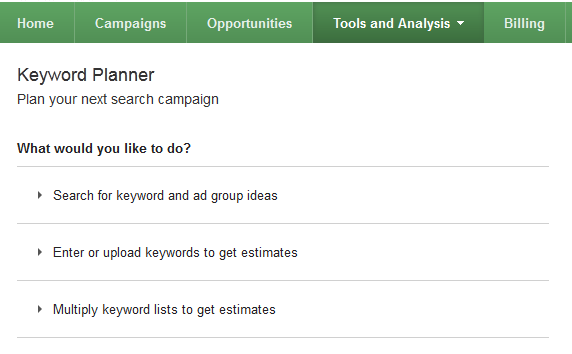 Home Campaigns Opportunities Tools and Analysis Billing
Keyword Planner
Plan your next search campaign
What would you like to do?
Search for keyword and ad group ideas
Enter or upload keywords to get estimates
Multiply keyword lists to get estimates